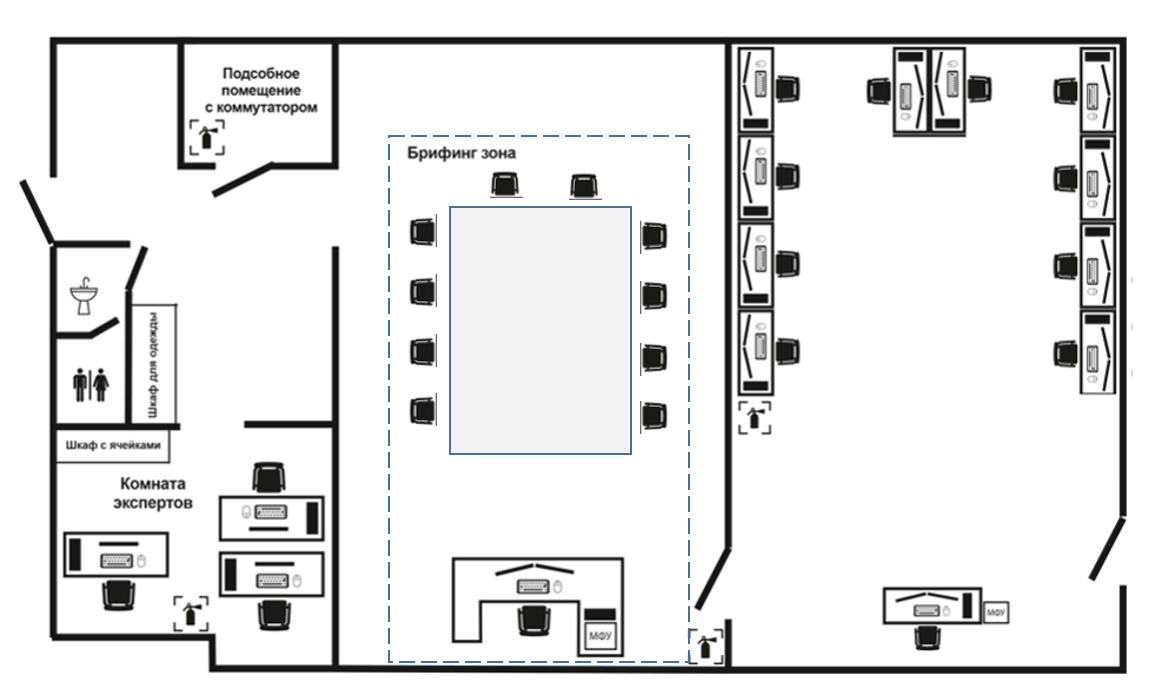 Подсобное
помещение
с коммутатором
Брифинг зона
Шкаф для одежды
Шкаф с ячейками
Комната
экспертов
МФУ
МФУ